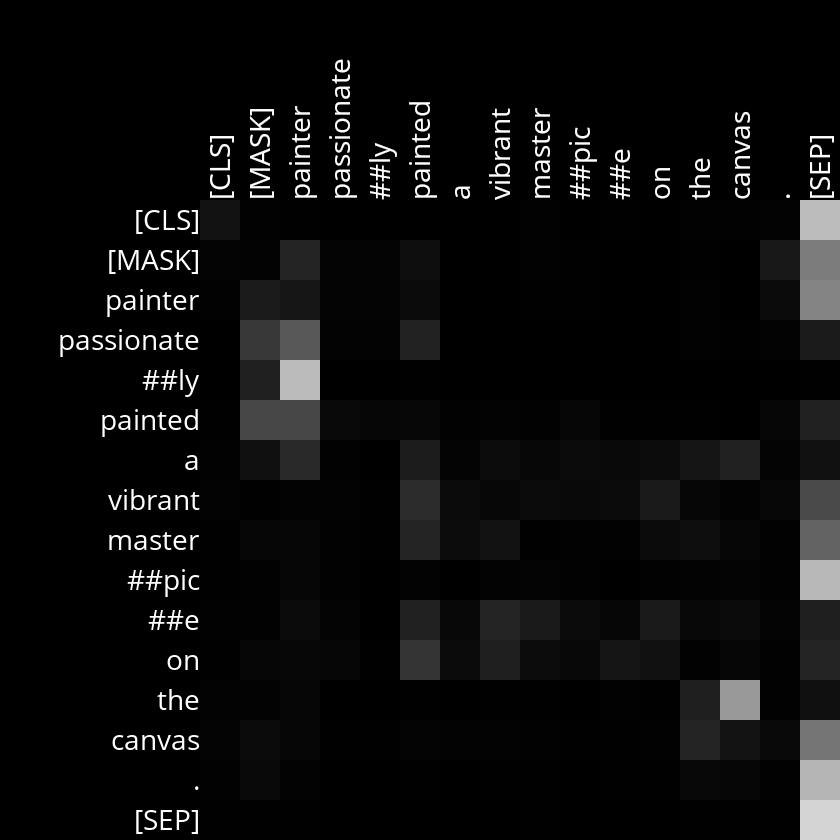 [CLS] [MASK] painter passionate ##ly painted a vibrant master ##pic ##e on the canvas . [SEP]
[CLS]
[MASK]
painter
passionate
##ly
painted
a
vibrant
master
##pic
##e
on
the
canvas
.
[SEP]